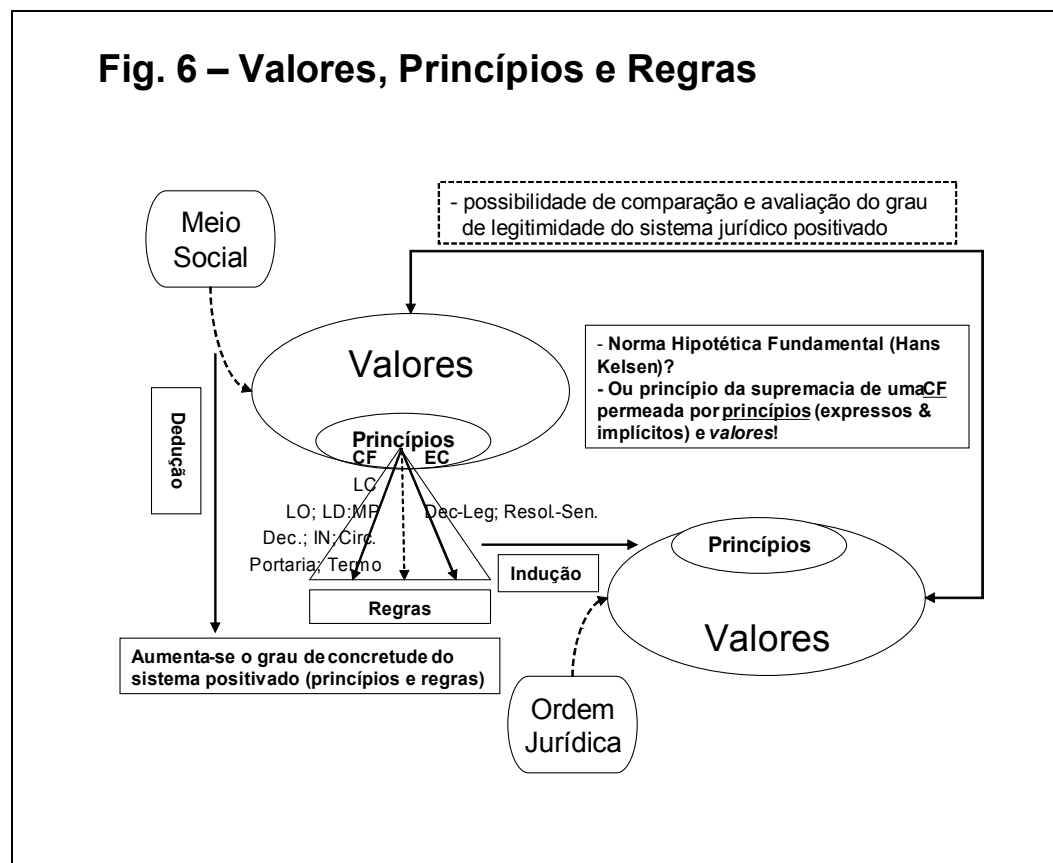 Fig. 6 – Valores, Princípios e Regras
Meio
Social
- possibilidade de comparação e avaliação do grau
de legitimidade do sistema jurídico positivado
Valores
- Norma Hipotética Fundamental (Hans
Kelsen)?
- Ou princípio da supremacia de uma CF
permeada por princípios (expressos &
implícitos) e valores!
Dedução
Princípios
CF EC
LC
LO; LD:MP Dec-Leg; Resol.-Sen.
Dec.; IN; Circ.
Portaria; Termo
Indução
Regras
Princípios
Valores
Aumenta-se o grau de concretude do
sistema positivado (princípios e regras)
Ordem
Jurídica